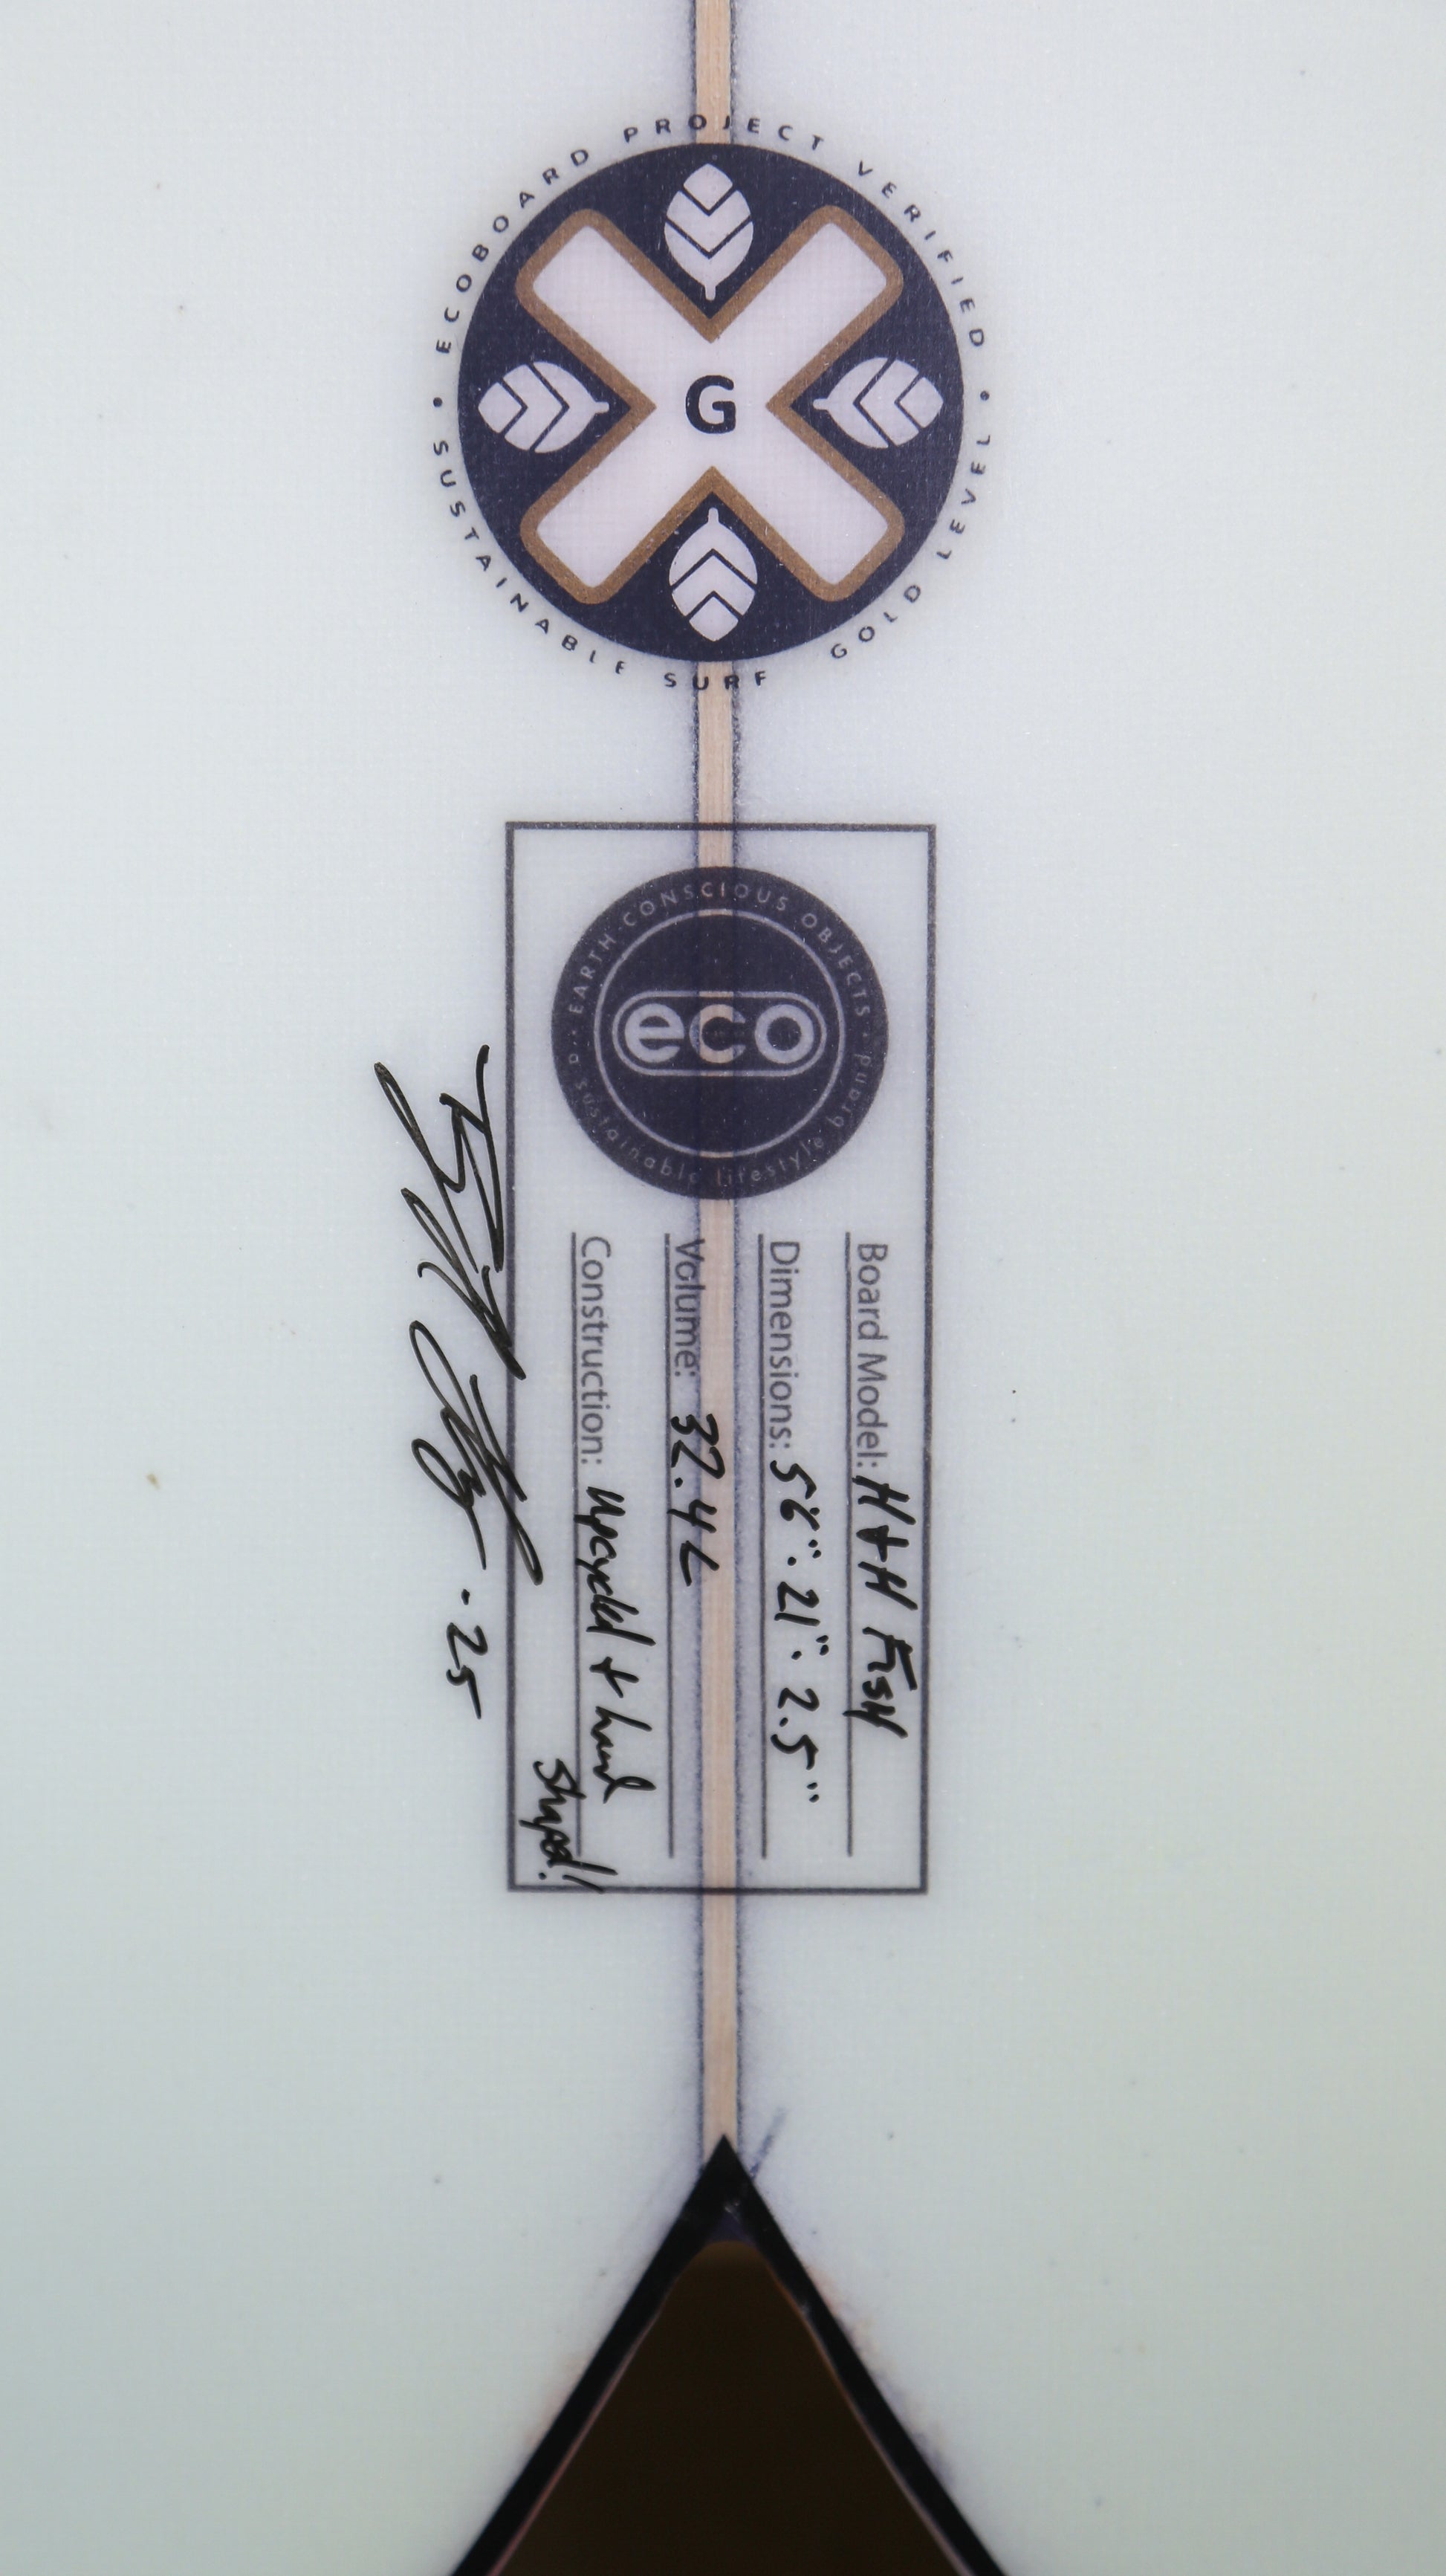 ECOBOARD PROJECT VERIFIED
G
SUSTAINABLE SURF
GOLD LEVEL
EARTH CONSCIOUS OBJECTS
eco
a sustainable lifestyle brand
Board Model: H+H FISH
Dimensions: 5'6". 21". 2.5"
Volume: 32.4L
Construction: Upcycled + hand
shaped!
- 25